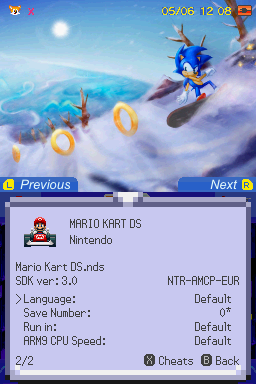 05/06 12:08
L Previous
Next R
MARIO KART DS
Nintendo
Mario Kart DS.nds
SDK ver: 3.0 NTR-AMCP-EUR
>Language: Default
Save Number: 0*
Run in: Default
ARM9 CPU Speed: Default
2/2 X Cheats B Back